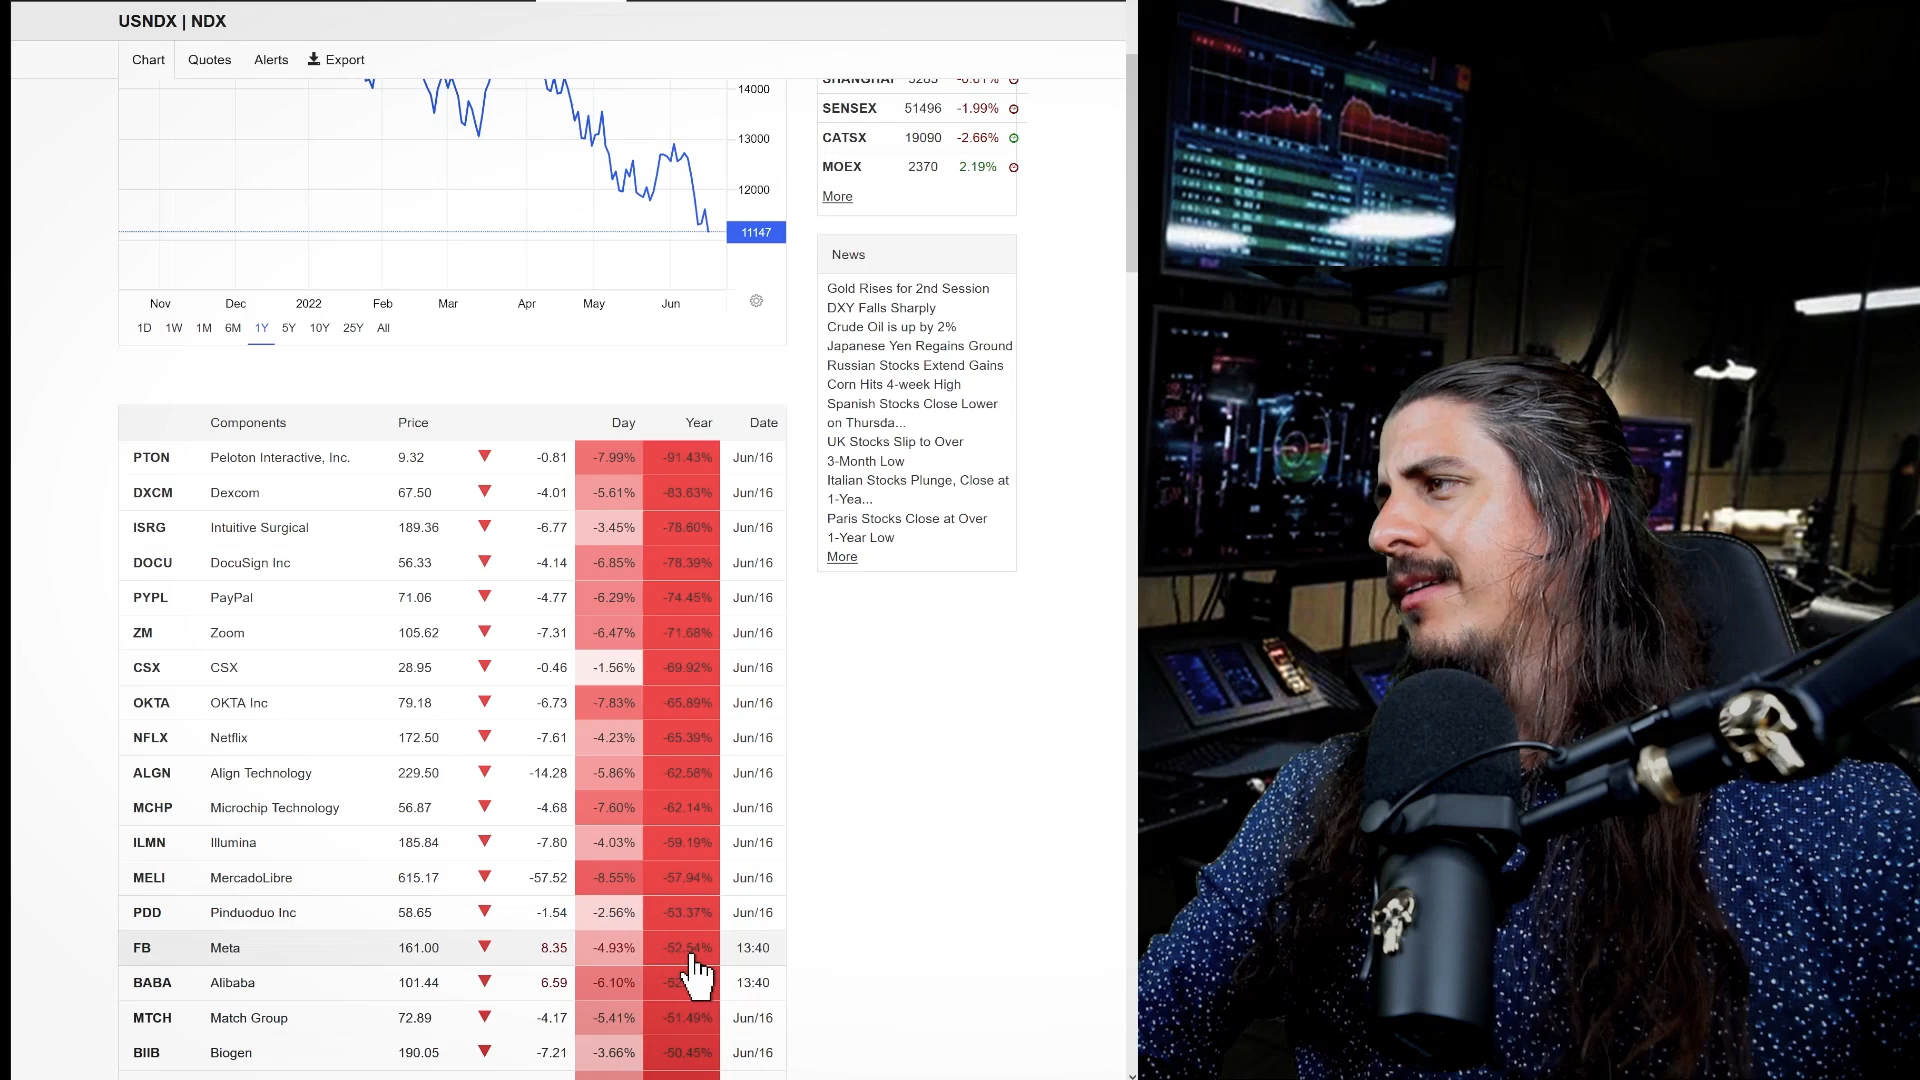 USNDX | NDX
Chart Quotes Alerts Export
14000
13000
12000
11147
Nov Dec 2022 Feb Mar Apr May Jun
1D 1W 1M 6M 1Y 5Y 10Y 25Y All
SHANGHAI 3285 -0.61%
SENSEX 51496 -1.99%
CATSX 19090 -2.66%
MOEX 2370 2.19%
More
News
Gold Rises for 2nd Session
DXY Falls Sharply
Crude Oil is up by 2%
Japanese Yen Regains Ground
Russian Stocks Extend Gains
Corn Hits 4-week High
Spanish Stocks Close Lower
on Thursda...
UK Stocks Slip to Over
3-Month Low
Italian Stocks Plunge, Close at
1-Yea...
Paris Stocks Close at Over
1-Year Low
More
Components Price Day Year Date
PTON Peloton Interactive, Inc. 9.32 -0.81 -7.99% -91.43% Jun/16
DXCM Dexcom 67.50 -4.01 -5.61% -83.63% Jun/16
ISRG Intuitive Surgical 189.36 -6.77 -3.45% -78.60% Jun/16
DOCU DocuSign Inc 56.33 -4.14 -6.85% -78.39% Jun/16
PYPL PayPal 71.06 -4.77 -6.29% -74.45% Jun/16
ZM Zoom 105.62 -7.31 -6.47% -71.68% Jun/16
CSX CSX 28.95 -0.46 -1.56% -69.92% Jun/16
OKTA OKTA Inc 79.18 -6.73 -7.83% -65.89% Jun/16
NFLX Netflix 172.50 -7.61 -4.23% -65.39% Jun/16
ALGN Align Technology 229.50 -14.28 -5.86% -62.58% Jun/16
MCHP Microchip Technology 56.87 -4.68 -7.60% -62.14% Jun/16
ILMN Illumina 185.84 -7.80 -4.03% -59.19% Jun/16
MELI MercadoLibre 615.17 -57.52 -8.55% -57.94% Jun/16
PDD Pinduoduo Inc 58.65 -1.54 -2.56% -53.37% Jun/16
FB Meta 161.00 8.35 -4.93% -52.54% 13:40
BABA Alibaba 101.44 6.59 -6.10% 13:40
MTCH Match Group 72.89 -4.17 -5.41% -51.49% Jun/16
BIIB Biogen 190.05 -7.21 -3.66% -50.45% Jun/16